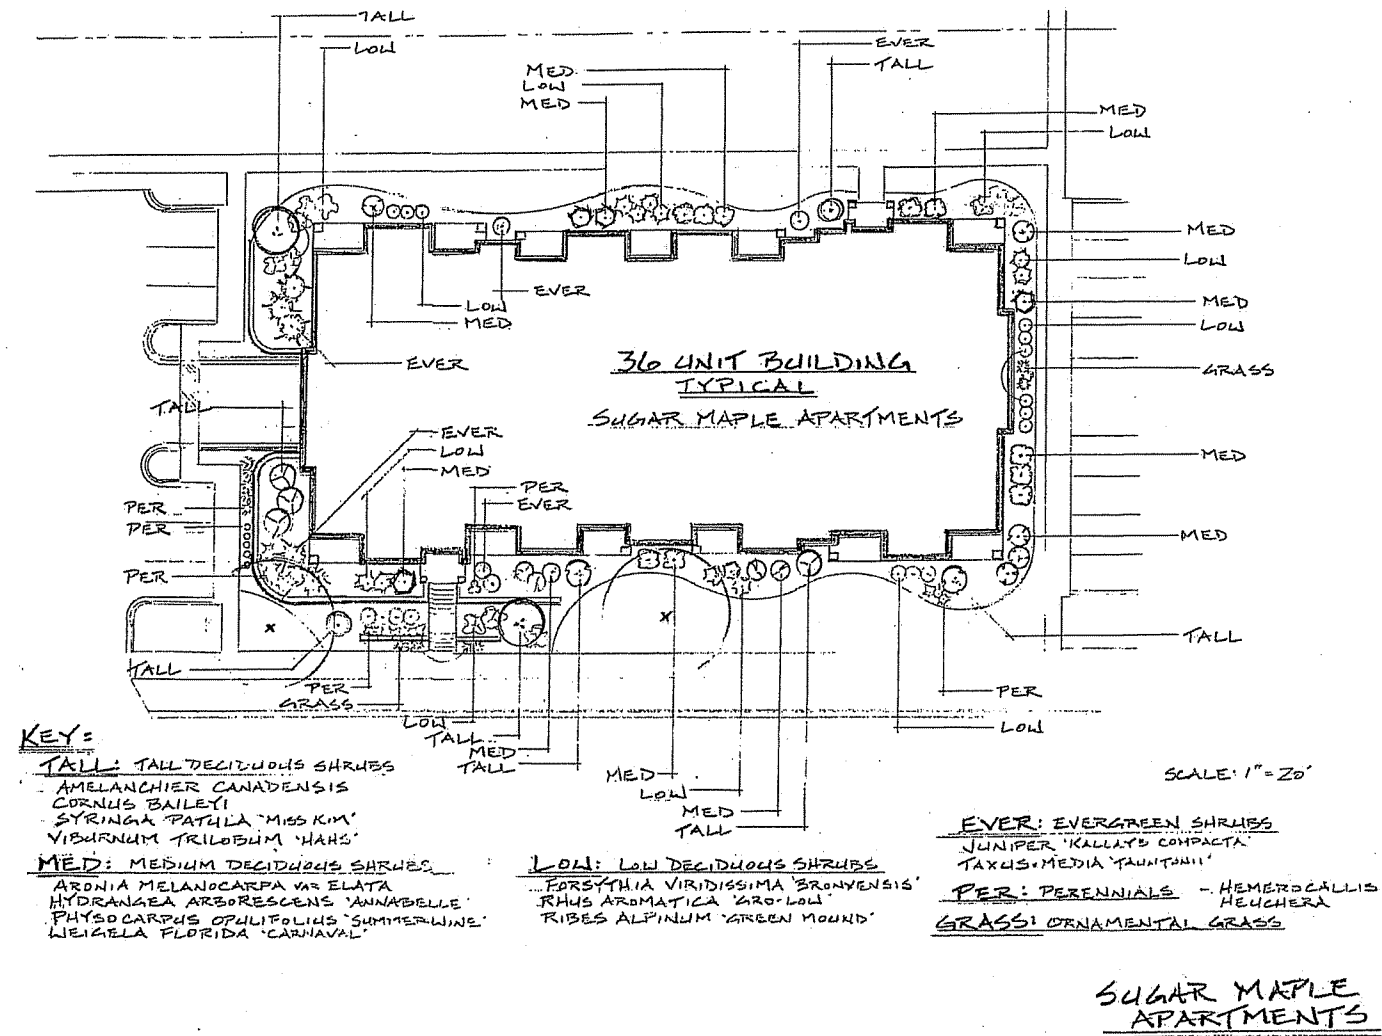 TALL
LOW
EVER
TALL
MED
LOW
MED
MED
LOW
MED
LOW
MED
LOW
GRASS
MED
MED
TALL
EVER
LOW
MED
EVER
36 UNIT BUILDING
TYPICAL
SUGAR MAPLE APARTMENTS
TALL
EVER
LOW
MED
PER
EVER
PER
PER
PER
TALL
PER
GRASS
LOW
TALL
MED
TALL
MED
LOW
MED
TALL
PER
LOW
KEY:
TALL: TALL DECIDUOUS SHRUBS
AMELANCHIER CANADENSIS
CORNUS BAILEYI
SYRINGA PATULA 'MISS KIM'
VIBURNUM TRILOBUM 'HAHS'
MED: MEDIUM DECIDUOUS SHRUBS
ARONIA MELANOCARPA VAR ELATA
HYDRANGEA ARBORESCENS 'ANNABELLE'
PHYSOCARPUS OPULIFOLIUS 'SUMMERWINE'
WEIGELA FLORIDA 'CARNAVAL'
LOW: LOW DECIDUOUS SHRUBS
FORSYTHIA VIRIDISSIMA 'BRONXENSIS'
RHUS AROMATICA 'GRO-LOW'
RIBES ALPINUM 'GREEN MOUND'
SCALE: 1" = 20'
EVER: EVERGREEN SHRUBS
JUNIPER 'KALLAYS COMPACTA'
TAXUS · MEDIA 'TAUNTONII'
PER: PERENNIALS - HEMEROCALLIS
HEUCHERA
GRASS: ORNAMENTAL GRASS
SUGAR MAPLE
APARTMENTS
X
X